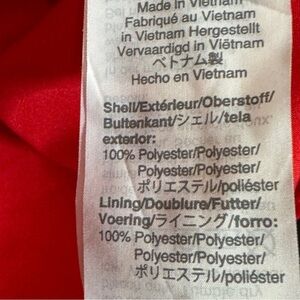 Made in Vietnam
Fabriqué au Vietnam
in Vietnam Hergestellt
Vervaardigd in Viëtnam
ベトナム製
Hecho en Vietnam
Shell/Extérieur/Oberstoff/
Buitenkant/シェル/tela
exterior:
100% Polyester/Polyester/
Polyester/Polyester/
ポリエステル/poliéster
Lining/Doublure/Futter/
Voering/ライニング/forro:
100% Polyester/Polyester/
Polyester/Polyester/
ポリエステル/poliéster